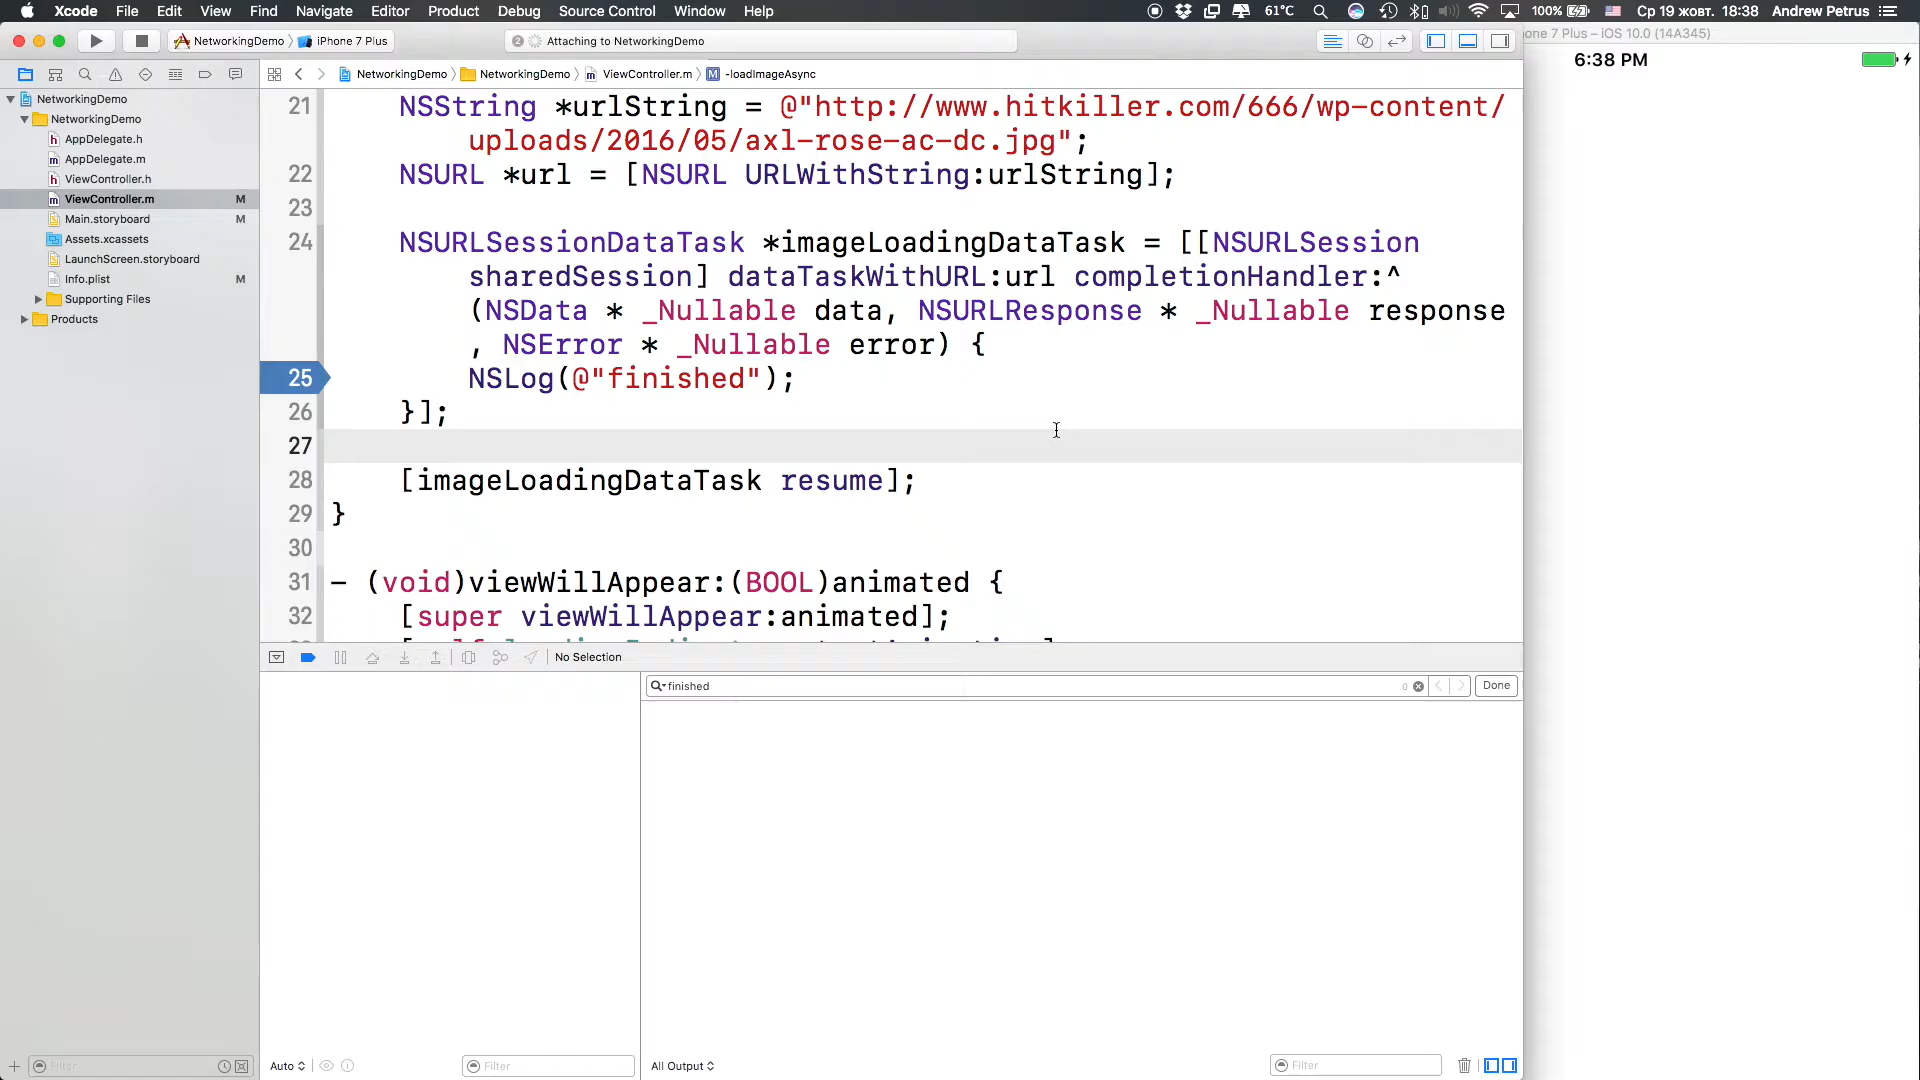 Xcode File Edit View Find Navigate Editor Product Debug Source Control Window Help 61°C 100% Ср 19 жовт. 18:38 Andrew Petrus
NetworkingDemo iPhone 7 Plus 2 Attaching to NetworkingDemo
one 7 Plus – iOS 10.0 (14A345)
6:38 PM
NetworkingDemo NetworkingDemo m ViewController.m M -loadImageAsync
NetworkingDemo
NetworkingDemo
h AppDelegate.h
m AppDelegate.m
h ViewController.h
m ViewController.m M
Main.storyboard M
Assets.xcassets
LaunchScreen.storyboard
Info.plist M
Supporting Files
Products
21 NSString *urlString = @"http://www.hitkiller.com/666/wp-content/
uploads/2016/05/axl-rose-ac-dc.jpg";
22 NSURL *url = [NSURL URLWithString:urlString];
23
24 NSURLSessionDataTask *imageLoadingDataTask = [[NSURLSession
sharedSession] dataTaskWithURL:url completionHandler:^
(NSData * _Nullable data, NSURLResponse * _Nullable response
, NSError * _Nullable error) {
25 NSLog(@"finished");
26 }];
27
28 [imageLoadingDataTask resume];
29 }
30
31 - (void)viewWillAppear:(BOOL)animated {
32 [super viewWillAppear:animated];
No Selection
finished 0 Done
Filter Auto Filter All Output Filter